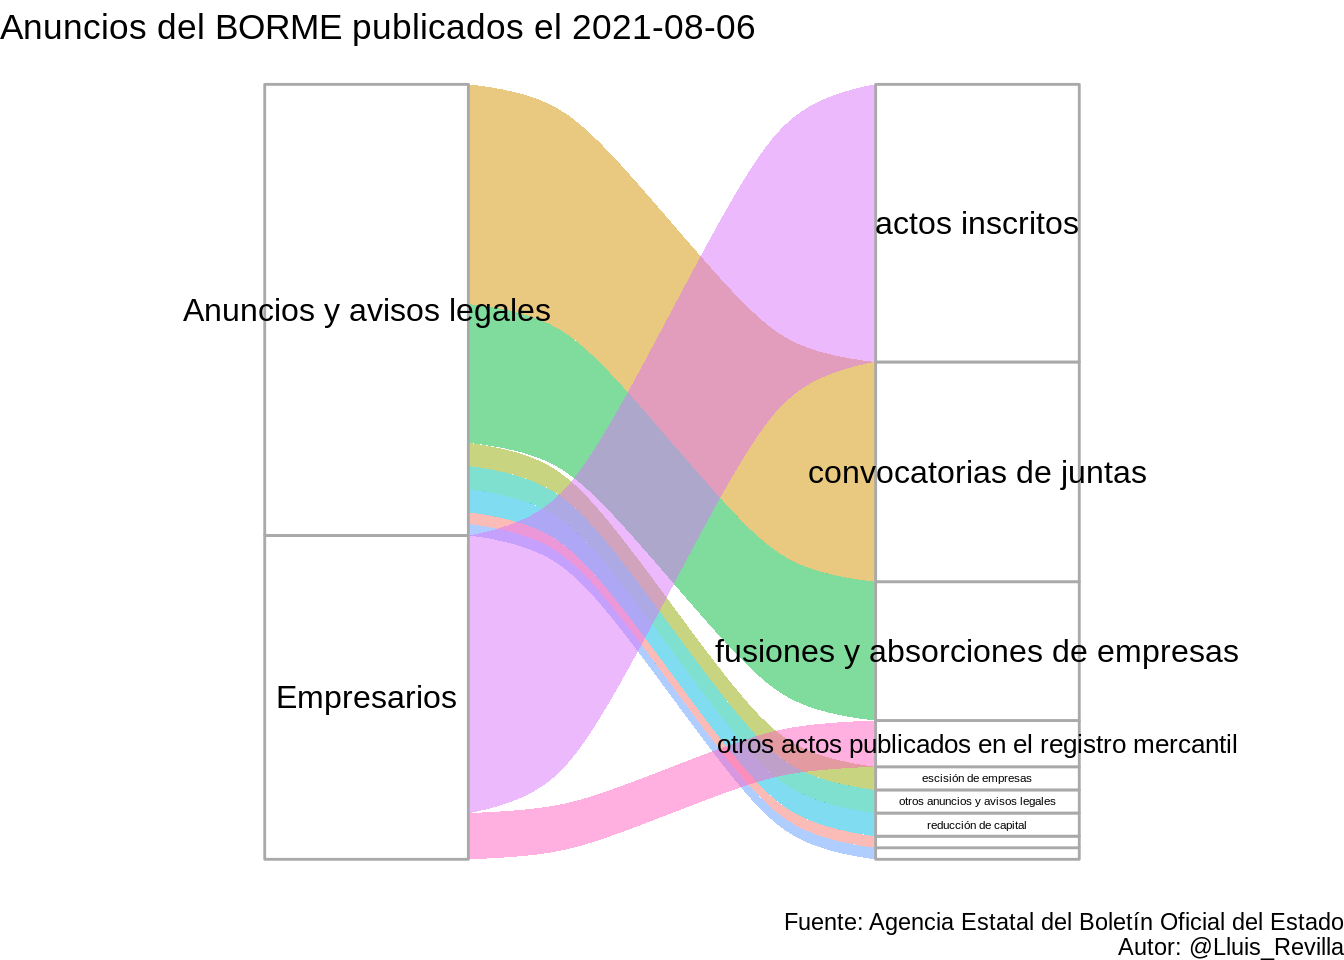 Anuncios del BORME publicados el 2021-08-06
actos inscritos
Anuncios y avisos legales
convocatorias de juntas
fusiones y absorciones de empresas
Empresarios
otros actos publicados en el registro mercantil
escisión de empresas
otros anuncios y avisos legales
reducción de capital
Fuente: Agencia Estatal del Boletín Oficial del Estado
Autor: @Lluis_Revilla